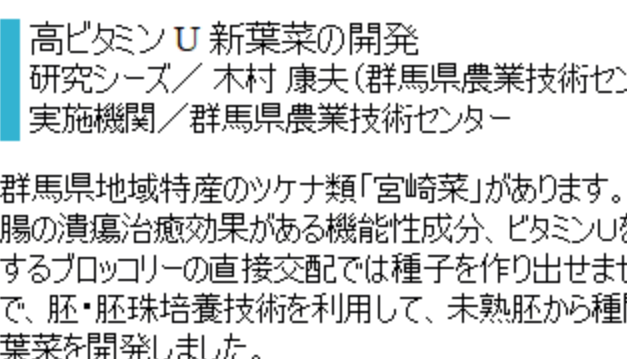 高ビタミン U 新葉菜の開発
研究シーズ／ 木村 康夫（群馬県農業技術セン
実施機関／群馬県農業技術センター
群馬県地域特産のツケナ類「宮崎菜」があります。
腸の潰瘍治癒効果がある機能性成分、ビタミンUを
するブロッコリーの直接交配では種子を作り出せませ
で、胚・胚珠培養技術を利用して、未熟胚から種間
葉菜を開発しました。